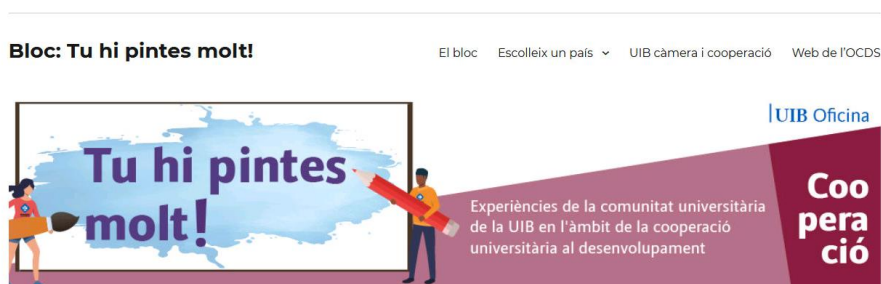 Bloc: Tu hi pintes molt!
El bloc Escolleix un país UIB càmera i cooperació Web de l'OCDS
UIB Oficina
Tu hi pintes
molt!
Experiències de la comunitat universitària
de la UIB en l'àmbit de la cooperació
universitària al desenvolupament
Coo
pera
ció